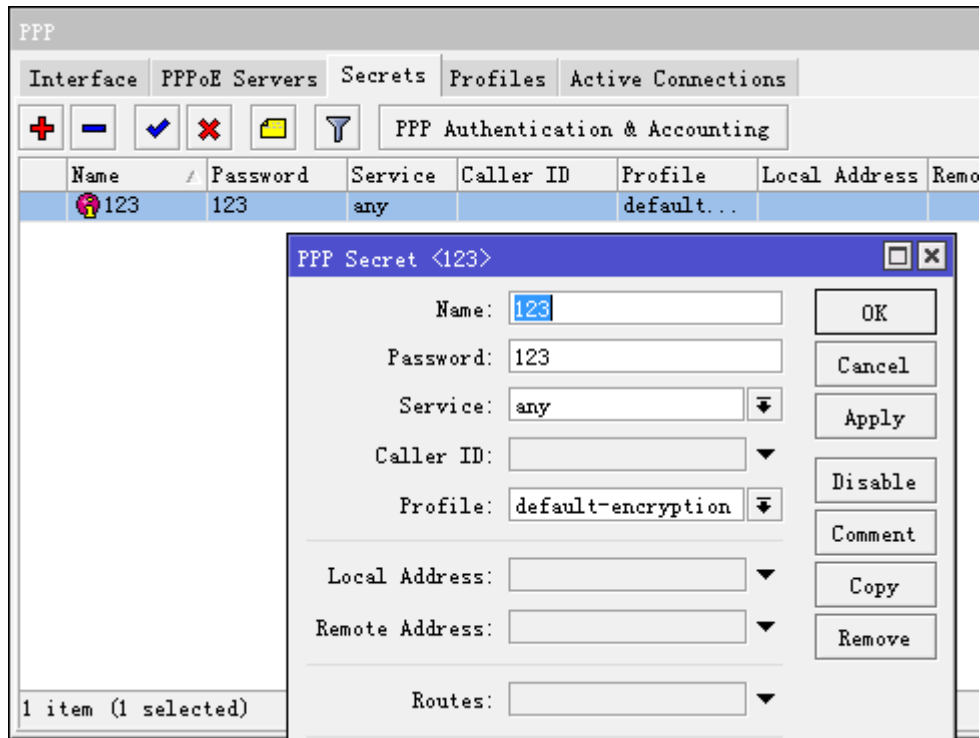 PPP
Interface PPPoE Servers Secrets Profiles Active Connections
PPP Authentication & Accounting
Name Password Service Caller ID Profile Local Address Remo
123 123 any default...
PPP Secret <123>
Name: 123 OK
Password: 123 Cancel
Service: any Apply
Caller ID:
Disable
Profile: default-encryption
Comment
Local Address: Copy
Remote Address: Remove
Routes:
1 item (1 selected)